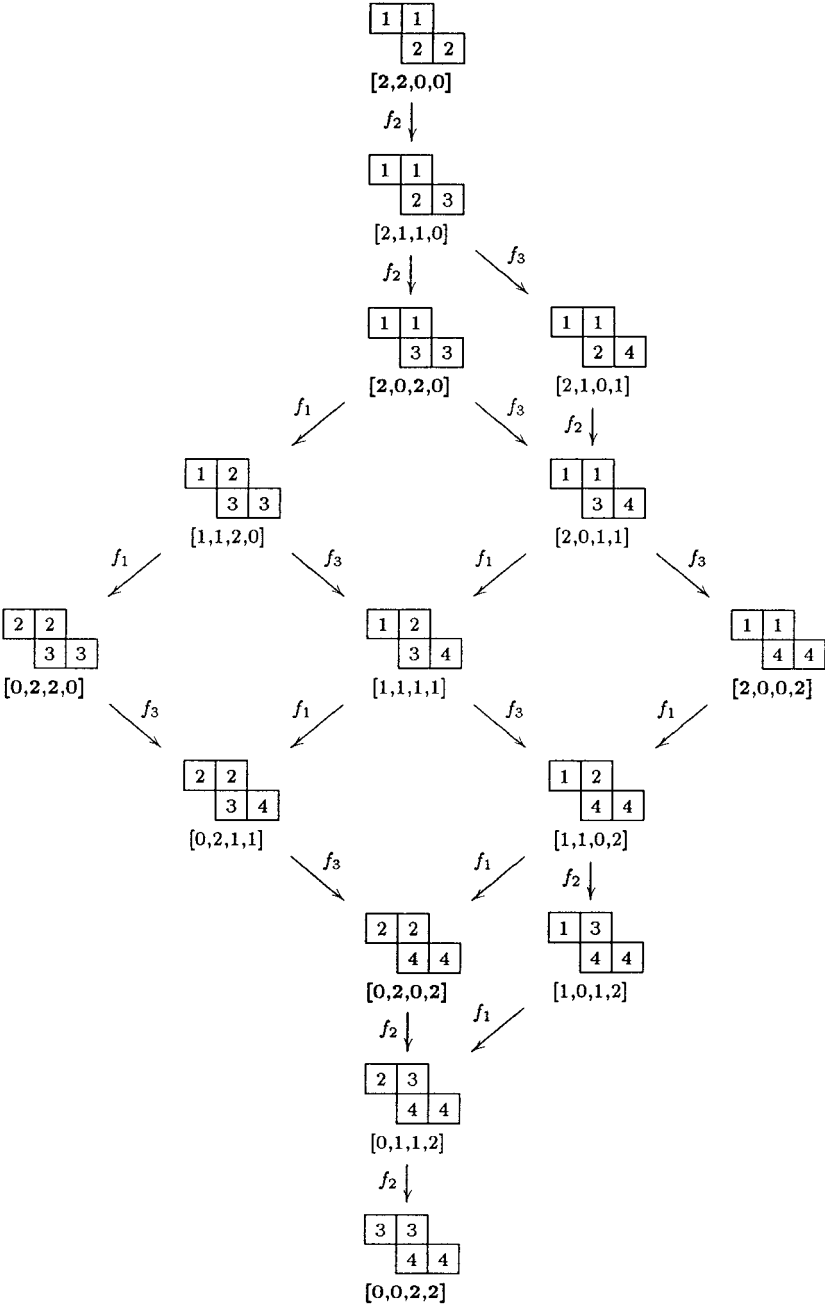 1 1
2 2
[2,2,0,0]
f₂
1 1
2 3
[2,1,1,0]
f₂ f₃
1 1 1 1
3 3 2 4
[2,0,2,0] [2,1,0,1]
f₁ f₃ f₂
1 2 1 1
3 3 3 4
[1,1,2,0] [2,0,1,1]
f₁ f₃ f₁ f₃
2 2 1 2 1 1
3 3 3 4 4 4
[0,2,2,0] [1,1,1,1] [2,0,0,2]
f₃ f₁ f₃ f₁
2 2 1 2
3 4 4 4
[0,2,1,1] [1,1,0,2]
f₃ f₁ f₂
2 2 1 3
4 4 4 4
[0,2,0,2] [1,0,1,2]
f₂ f₁
2 3
4 4
[0,1,1,2]
f₂
3 3
4 4
[0,0,2,2]